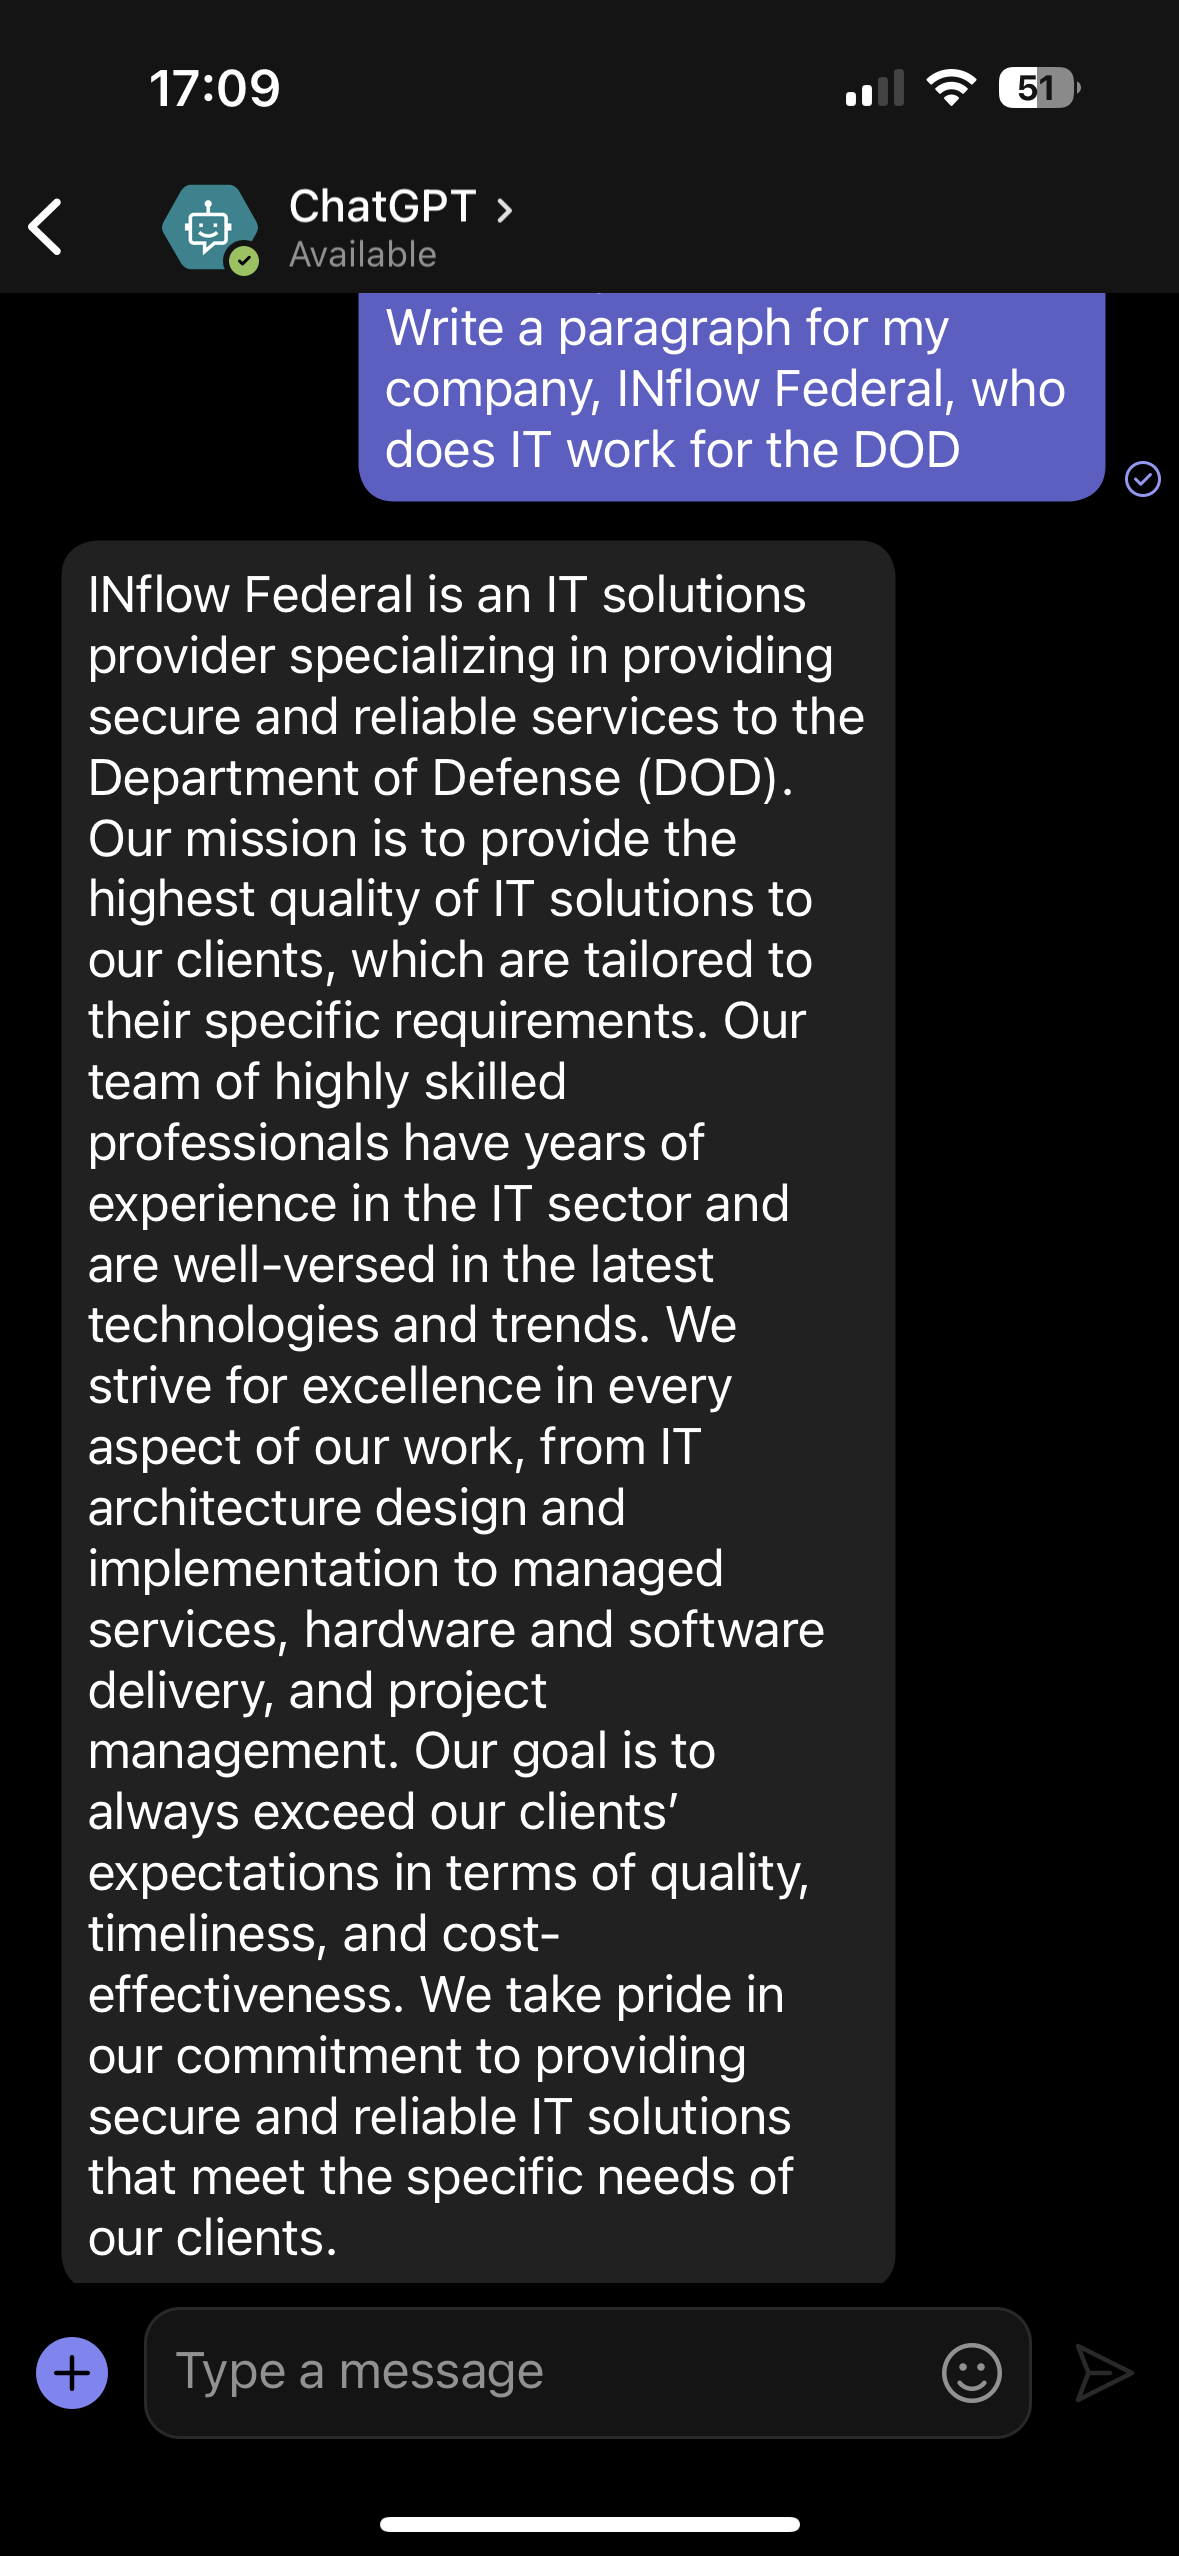 17:09
51
ChatGPT
Available
Write a paragraph for my
company, INflow Federal, who
does IT work for the DOD
INflow Federal is an IT solutions
provider specializing in providing
secure and reliable services to the
Department of Defense (DOD).
Our mission is to provide the
highest quality of IT solutions to
our clients, which are tailored to
their specific requirements. Our
team of highly skilled
professionals have years of
experience in the IT sector and
are well-versed in the latest
technologies and trends. We
strive for excellence in every
aspect of our work, from IT
architecture design and
implementation to managed
services, hardware and software
delivery, and project
management. Our goal is to
always exceed our clients’
expectations in terms of quality,
timeliness, and cost-
effectiveness. We take pride in
our commitment to providing
secure and reliable IT solutions
that meet the specific needs of
our clients.
Type a message